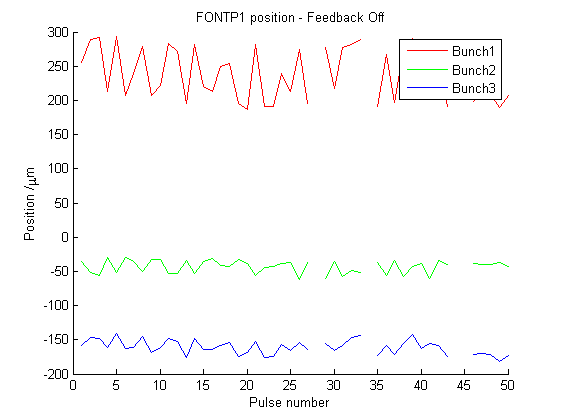 FONTP1 position - Feedback Off
Position /μm
300
250
200
150
100
50
0
-50
-100
-150
-200
Bunch1
Bunch2
Bunch3
0 5 10 15 20 25 30 35 40 45 50
Pulse number